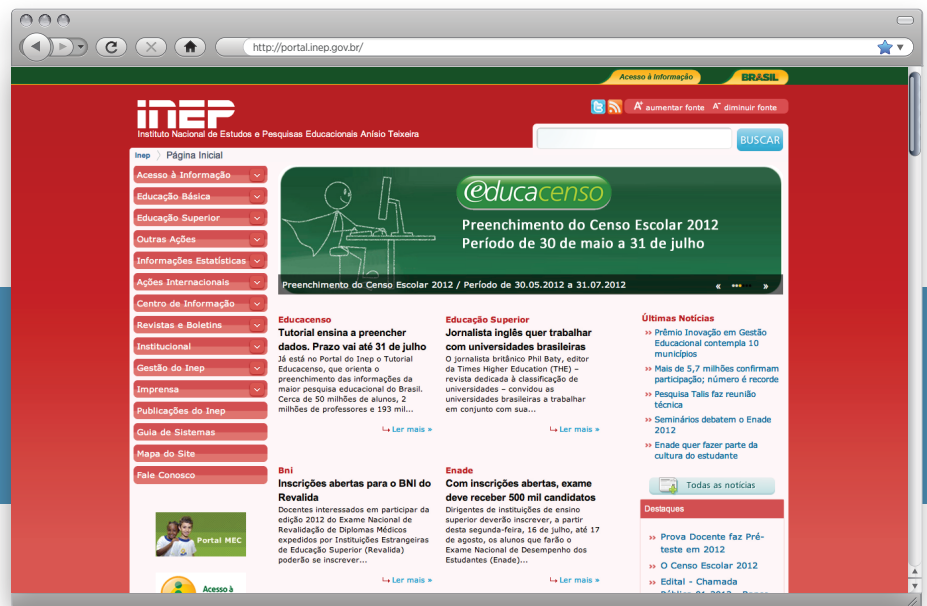 http://portal.inep.gov.br/
Acesso à Informação
BRASIL
INEP
Instituto Nacional de Estudos e Pesquisas Educacionais Anísio Teixeira
A+ aumentar fonte A- diminuir fonte
BUSCAR
Inep Página Inicial
Acesso à Informação
Educação Básica
Educação Superior
Outras Ações
Informações Estatísticas
Ações Internacionais
Centro de Informação
Revistas e Boletins
Institucional
Gestão do Inep
Imprensa
Publicações do Inep
Guia de Sistemas
Mapa do Site
Fale Conosco
Portal MEC
Acesso à
educacenso
Preenchimento do Censo Escolar 2012
Período de 30 de maio a 31 de julho
Preenchimento do Censo Escolar 2012 / Período de 30.05.2012 a 31.07.2012
« »
Educacenso
Tutorial ensina a preencher
dados. Prazo vai até 31 de julho
Já está no Portal do Inep o Tutorial
Educacenso, que orienta o
preenchimento das informações da
maior pesquisa educacional do Brasil.
Cerca de 50 milhões de alunos, 2
milhões de professores e 193 mil...
Ler mais »
Educação Superior
Jornalista inglês quer trabalhar
com universidades brasileiras
O jornalista britânico Phil Baty, editor
da Times Higher Education (THE) –
revista dedicada à classificação de
universidades – convidou as
universidades brasileiras a trabalhar
em conjunto com sua...
Ler mais »
Bni
Inscrições abertas para o BNI do
Revalida
Docentes interessados em participar da
edição 2012 do Exame Nacional de
Revalidação de Diplomas Médicos
expedidos por Instituições Estrangeiras
de Educação Superior (Revalida)
poderão se inscrever...
Ler mais »
Enade
Com inscrições abertas, exame
deve receber 500 mil candidatos
Dirigentes de instituições de ensino
superior deverão inscrever, a partir
desta segunda-feira, 16 de julho, até 17
de agosto, os alunos que farão o
Exame Nacional de Desempenho dos
Estudantes (Enade)...
Ler mais »
Últimas Notícias
» Prêmio Inovação em Gestão
Educacional contempla 10
municípios
» Mais de 5,7 milhões confirmam
participação; número é recorde
» Pesquisa Talis faz reunião
técnica
» Seminários debatem o Enade
2012
» Enade quer fazer parte da
cultura do estudante
Todas as notícias
Destaques
» Prova Docente faz Pré-
teste em 2012
» O Censo Escolar 2012
» Edital - Chamada